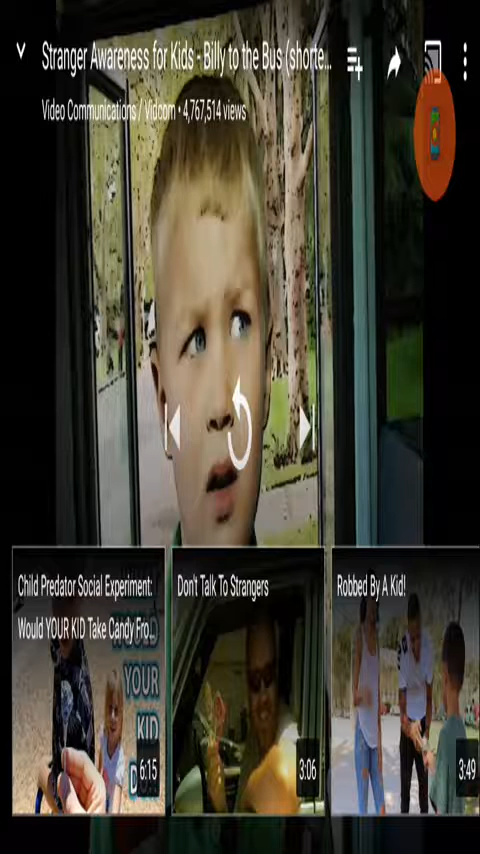 Stranger Awareness for Kids - Billy to the Bus (shorte...
Video Communications / Vidcom • 4,767,514 views
Child Predator Social Experiment:
Would YOUR KID Take Candy Fro...
YOUR
KID
6:15
Don't Talk To Strangers
3:06
Robbed By A Kid!
3:49